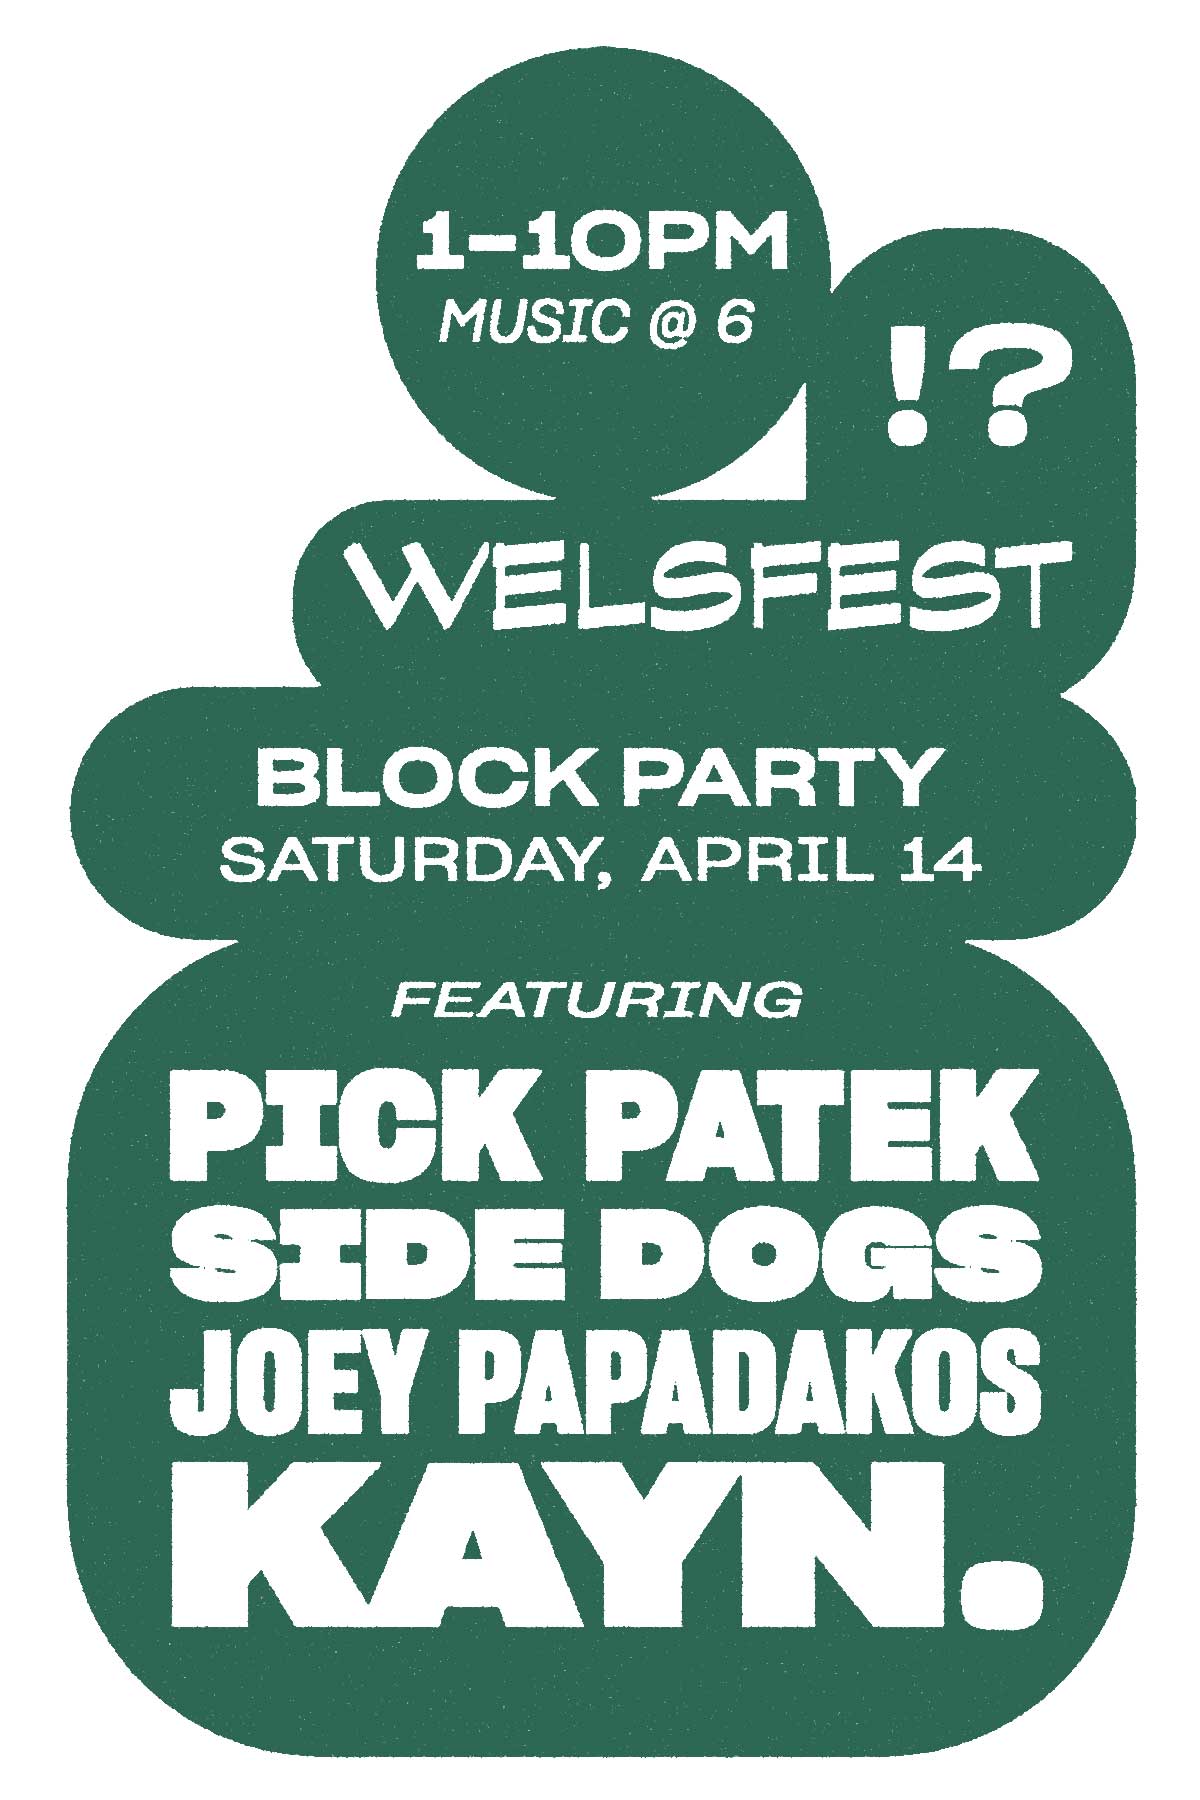 1–10PM
MUSIC @ 6
!?
WELSFEST
BLOCK PARTY
SATURDAY, APRIL 14
FEATURING
PICK PATEK
SIDE DOGS
JOEY PAPADAKOS
KAYN.